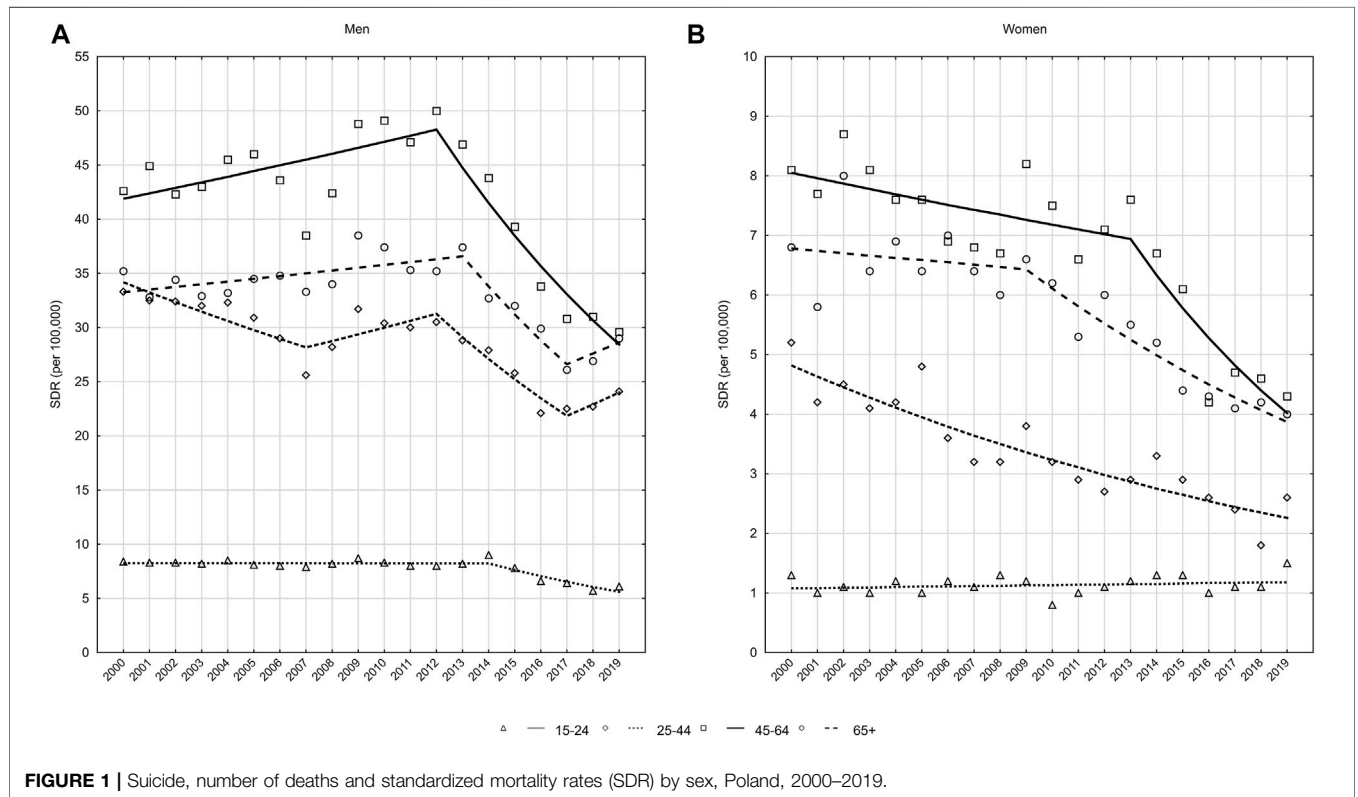 A
Men
55
50
45
40
35
30
25
20
15
10
5
0
SDR (per 100,000)
2000 2001 2002 2003 2004 2005 2006 2007 2008 2009 2010 2011 2012 2013 2014 2015 2016 2017 2018 2019
B
Women
10
9
8
7
6
5
4
3
2
1
0
SDR (per 100,000)
2000 2001 2002 2003 2004 2005 2006 2007 2008 2009 2010 2011 2012 2013 2014 2015 2016 2017 2018 2019
15-24 25-44 45-64 65+
FIGURE 1 | Suicide, number of deaths and standardized mortality rates (SDR) by sex, Poland, 2000–2019.